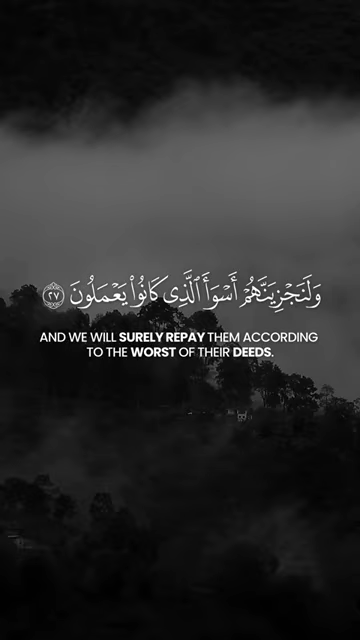 وَلَنَجْزِيَنَّهُمْ أَسْوَأَ ٱلَّذِى كَانُوا۟ يَعْمَلُونَ ٢٧
AND WE WILL SURELY REPAY THEM ACCORDING
TO THE WORST OF THEIR DEEDS.